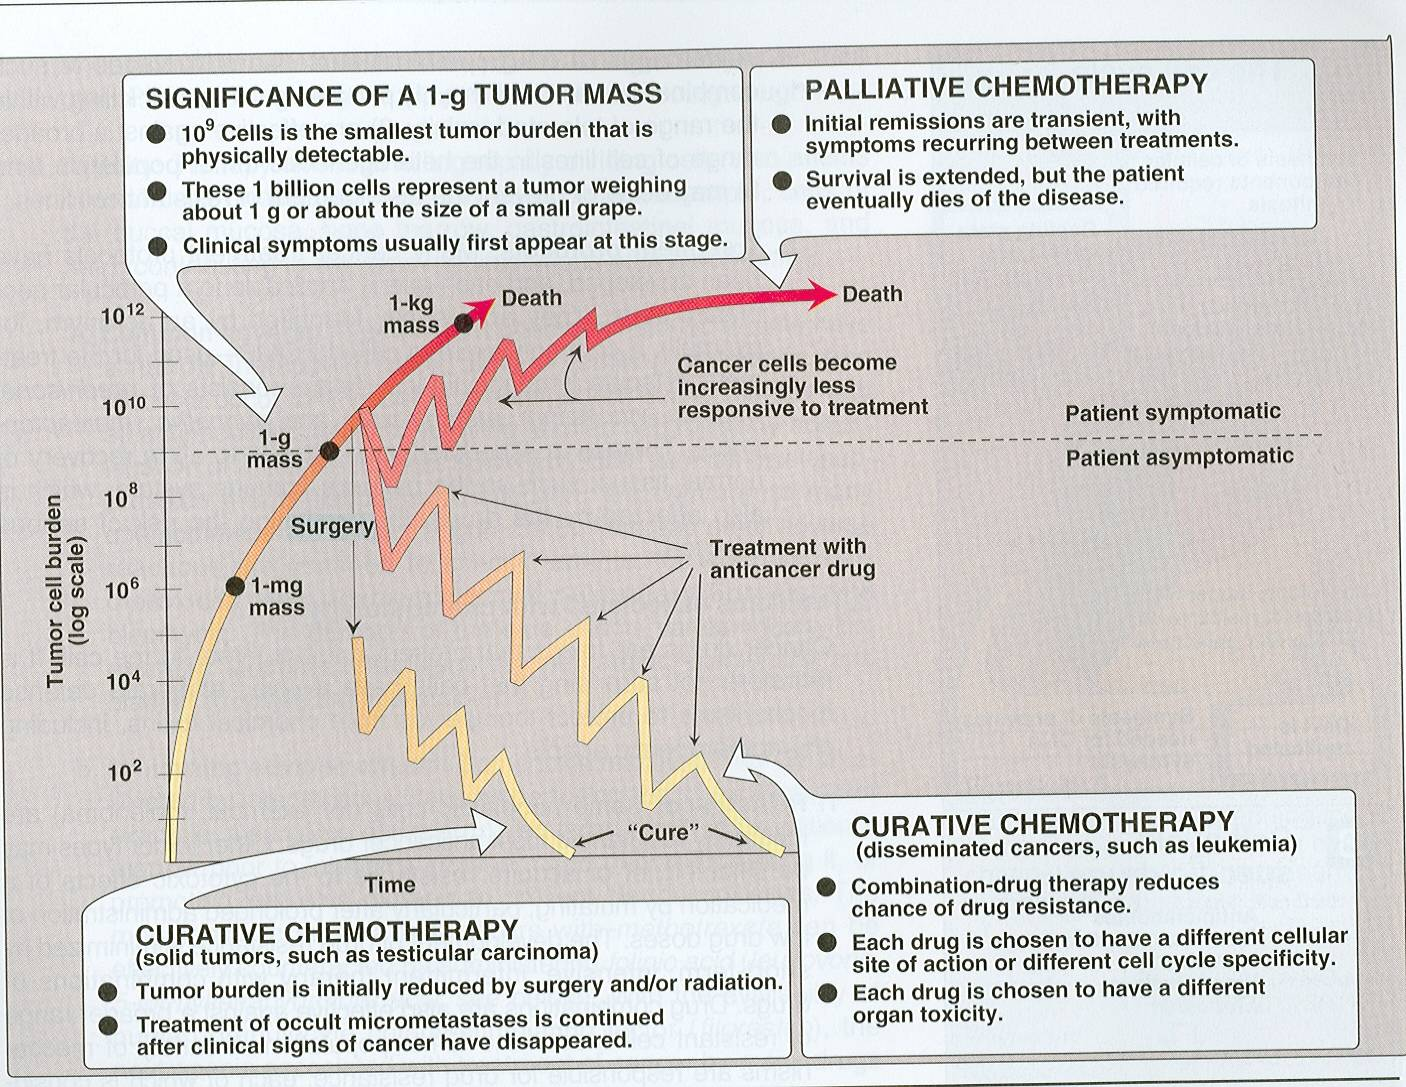 SIGNIFICANCE OF A 1-g TUMOR MASS
● 10⁹ Cells is the smallest tumor burden that is
physically detectable.
● These 1 billion cells represent a tumor weighing
about 1 g or about the size of a small grape.
● Clinical symptoms usually first appear at this stage.
PALLIATIVE CHEMOTHERAPY
● Initial remissions are transient, with
symptoms recurring between treatments.
● Survival is extended, but the patient
eventually dies of the disease.
1-kg
mass
Death
Death
10¹²
Cancer cells become
increasingly less
responsive to treatment
10¹⁰
Patient symptomatic
1-g
mass
Patient asymptomatic
10⁸
Surgery
Treatment with
anticancer drug
10⁶
1-mg
mass
Tumor cell burden
(log scale)
10⁴
10²
"Cure"
Time
CURATIVE CHEMOTHERAPY
(solid tumors, such as testicular carcinoma)
● Tumor burden is initially reduced by surgery and/or radiation.
● Treatment of occult micrometastases is continued
after clinical signs of cancer have disappeared.
CURATIVE CHEMOTHERAPY
(disseminated cancers, such as leukemia)
● Combination-drug therapy reduces
chance of drug resistance.
● Each drug is chosen to have a different cellular
site of action or different cell cycle specificity.
● Each drug is chosen to have a different
organ toxicity.